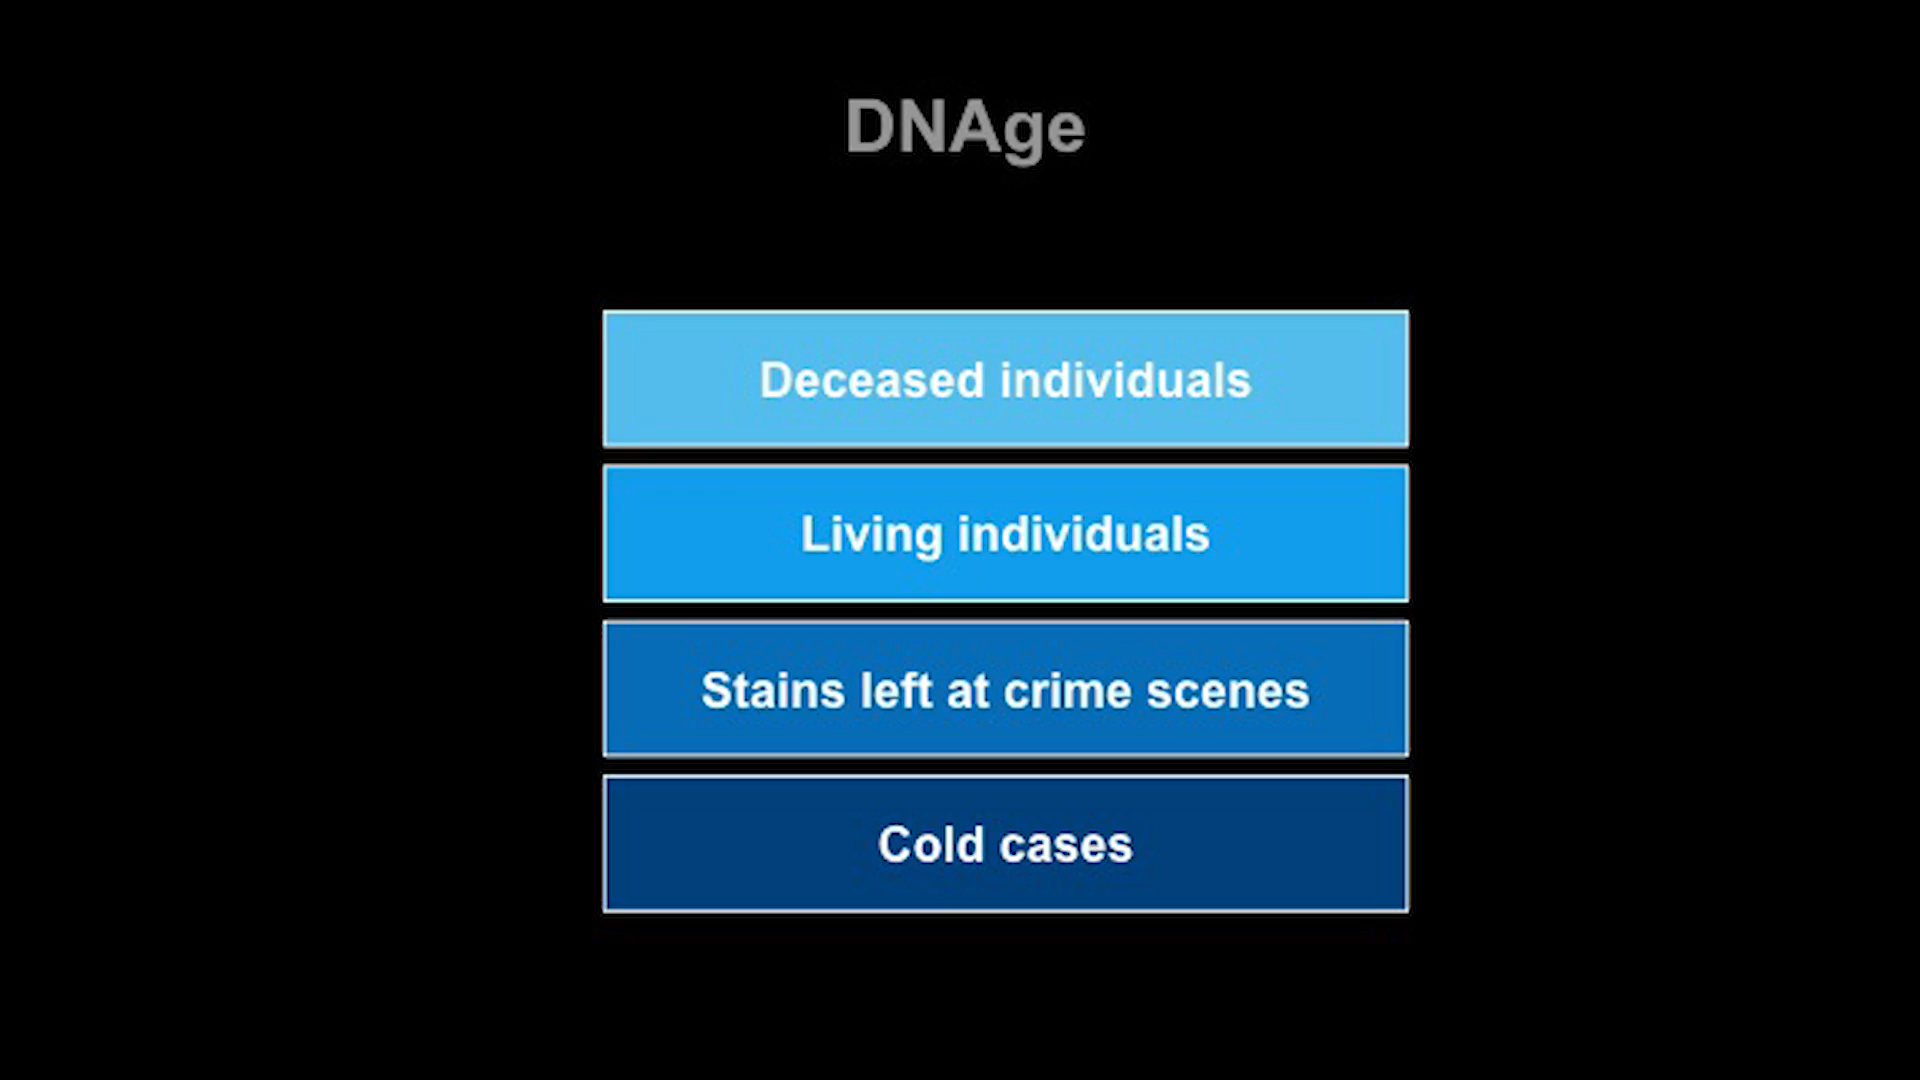 DNAge
Deceased individuals
Living individuals
Stains left at crime scenes
Cold cases